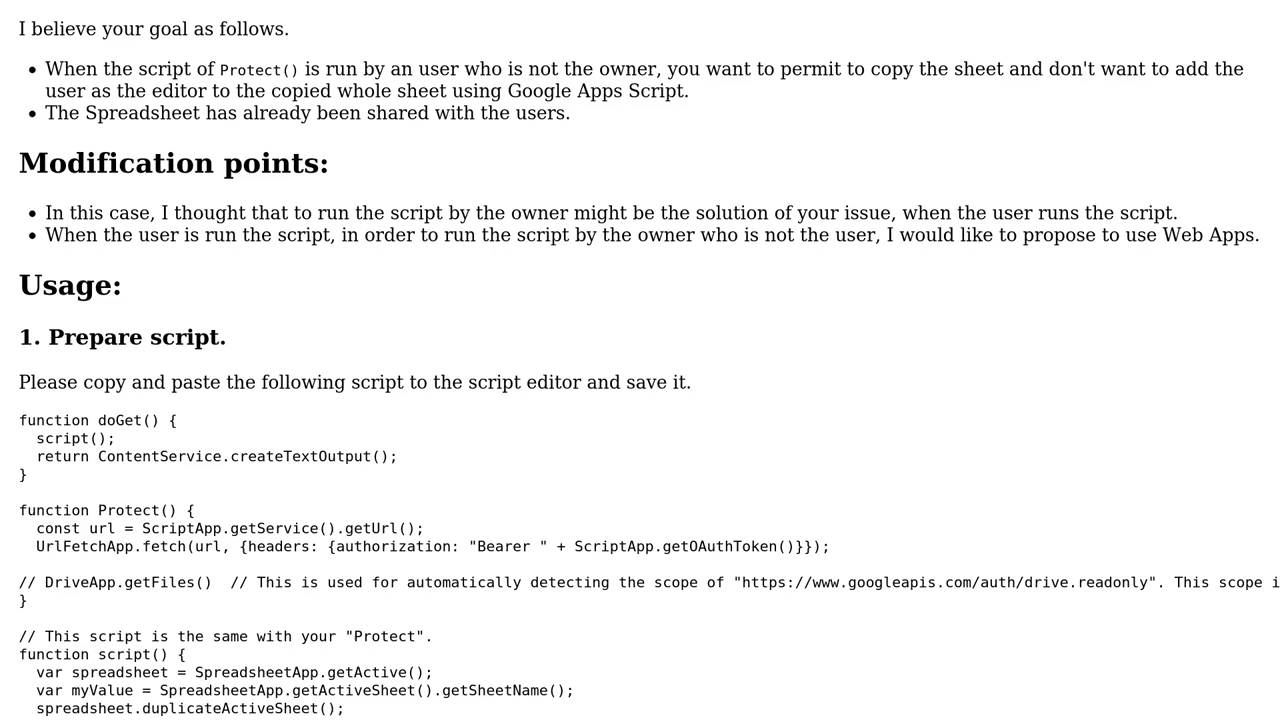 I believe your goal as follows.
When the script of Protect() is run by an user who is not the owner, you want to permit to copy the sheet and don't want to add the
user as the editor to the copied whole sheet using Google Apps Script.
The Spreadsheet has already been shared with the users.
Modification points:
In this case, I thought that to run the script by the owner might be the solution of your issue, when the user runs the script.
When the user is run the script, in order to run the script by the owner who is not the user, I would like to propose to use Web Apps.
Usage:
1. Prepare script.
Please copy and paste the following script to the script editor and save it.
function doGet() {
  script();
  return ContentService.createTextOutput();
}
function Protect() {
  const url = ScriptApp.getService().getUrl();
  UrlFetchApp.fetch(url, {headers: {authorization: "Bearer " + ScriptApp.getOAuthToken()}});
// DriveApp.getFiles()  // This is used for automatically detecting the scope of "https://www.googleapis.com/auth/drive.readonly". This scope i
}
// This script is the same with your "Protect".
function script() {
  var spreadsheet = SpreadsheetApp.getActive();
  var myValue = SpreadsheetApp.getActiveSheet().getSheetName();
  spreadsheet.duplicateActiveSheet();